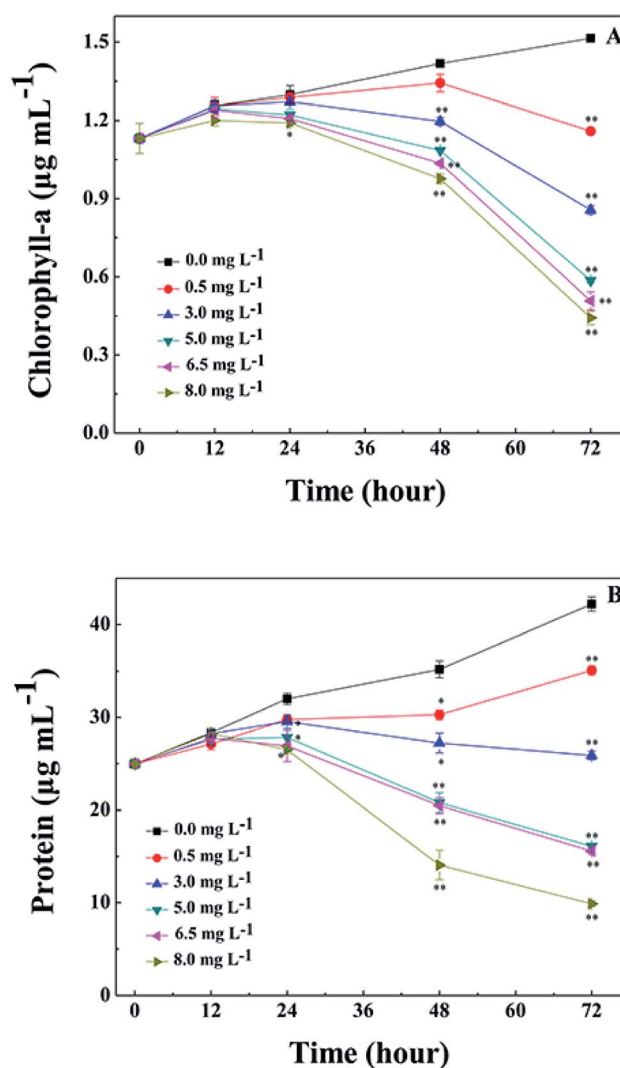 A
Chlorophyll-a (µg mL-1)
1.5
1.2
0.9
0.6
0.3
0.0
** ** **
** **
* ** **
** **
**
** **
0.0 mg L-1
0.5 mg L-1
3.0 mg L-1
5.0 mg L-1
6.5 mg L-1
8.0 mg L-1
0 12 24 36 48 60 72
Time (hour)
B
Protein (µg mL-1)
40
30
20
10
0
**
*
*
* **
* *
**
** **
**
** **
0.0 mg L-1
0.5 mg L-1
3.0 mg L-1
5.0 mg L-1
6.5 mg L-1
8.0 mg L-1
0 12 24 36 48 60 72
Time (hour)